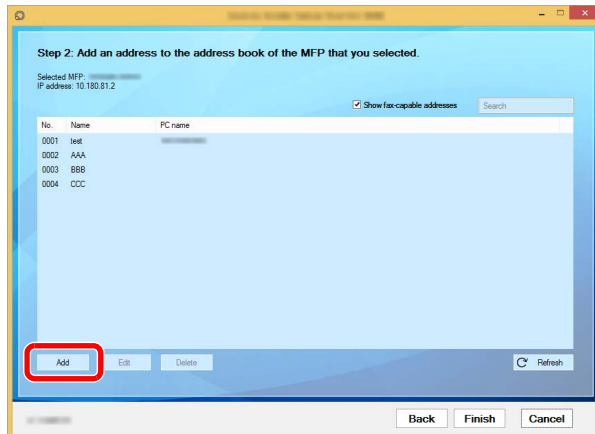 Step 2: Add an address to the address book of the MFP that you selected.
Selected MFP:
IP address: 10.180.81.2
Show fax-capable addresses Search
No. Name PC name
0001 test
0002 AAA
0003 BBB
0004 CCC
Add Edit Delete Refresh
Back Finish Cancel